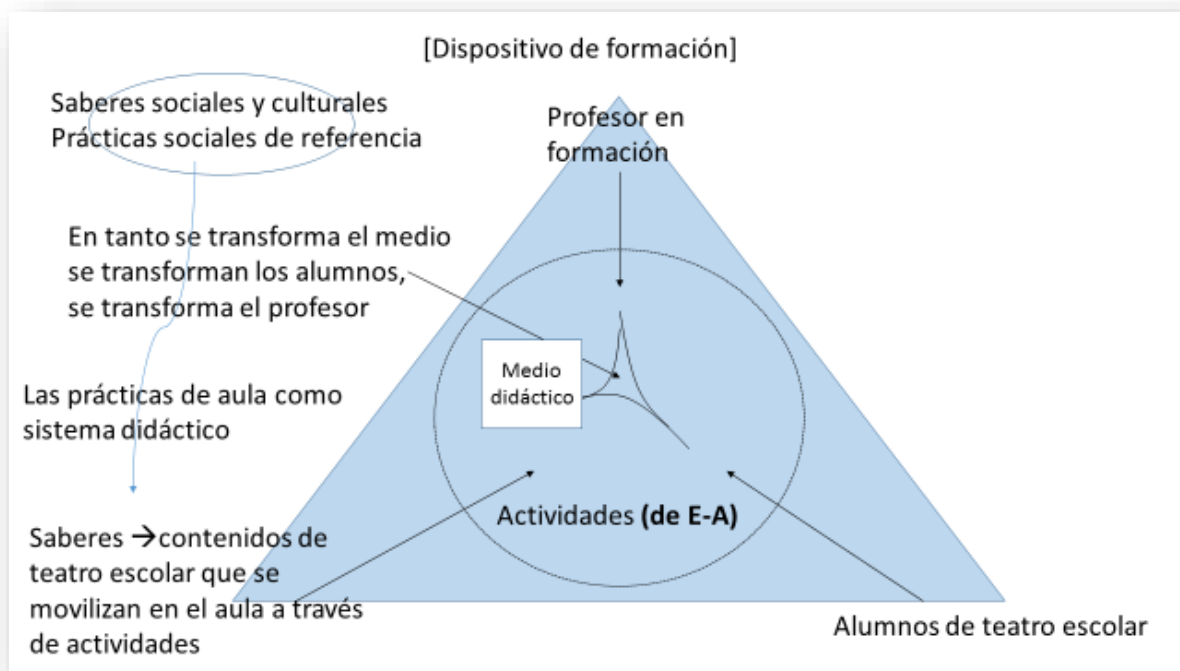 [Dispositivo de formación]
Saberes sociales y culturales
Prácticas sociales de referencia
Profesor en
formación
En tanto se transforma el medio
se transforman los alumnos,
se transforma el profesor
Medio
didáctico
Las prácticas de aula como
sistema didáctico
Actividades (de E-A)
Saberes →contenidos de
teatro escolar que se
movilizan en el aula a través
de actividades
Alumnos de teatro escolar